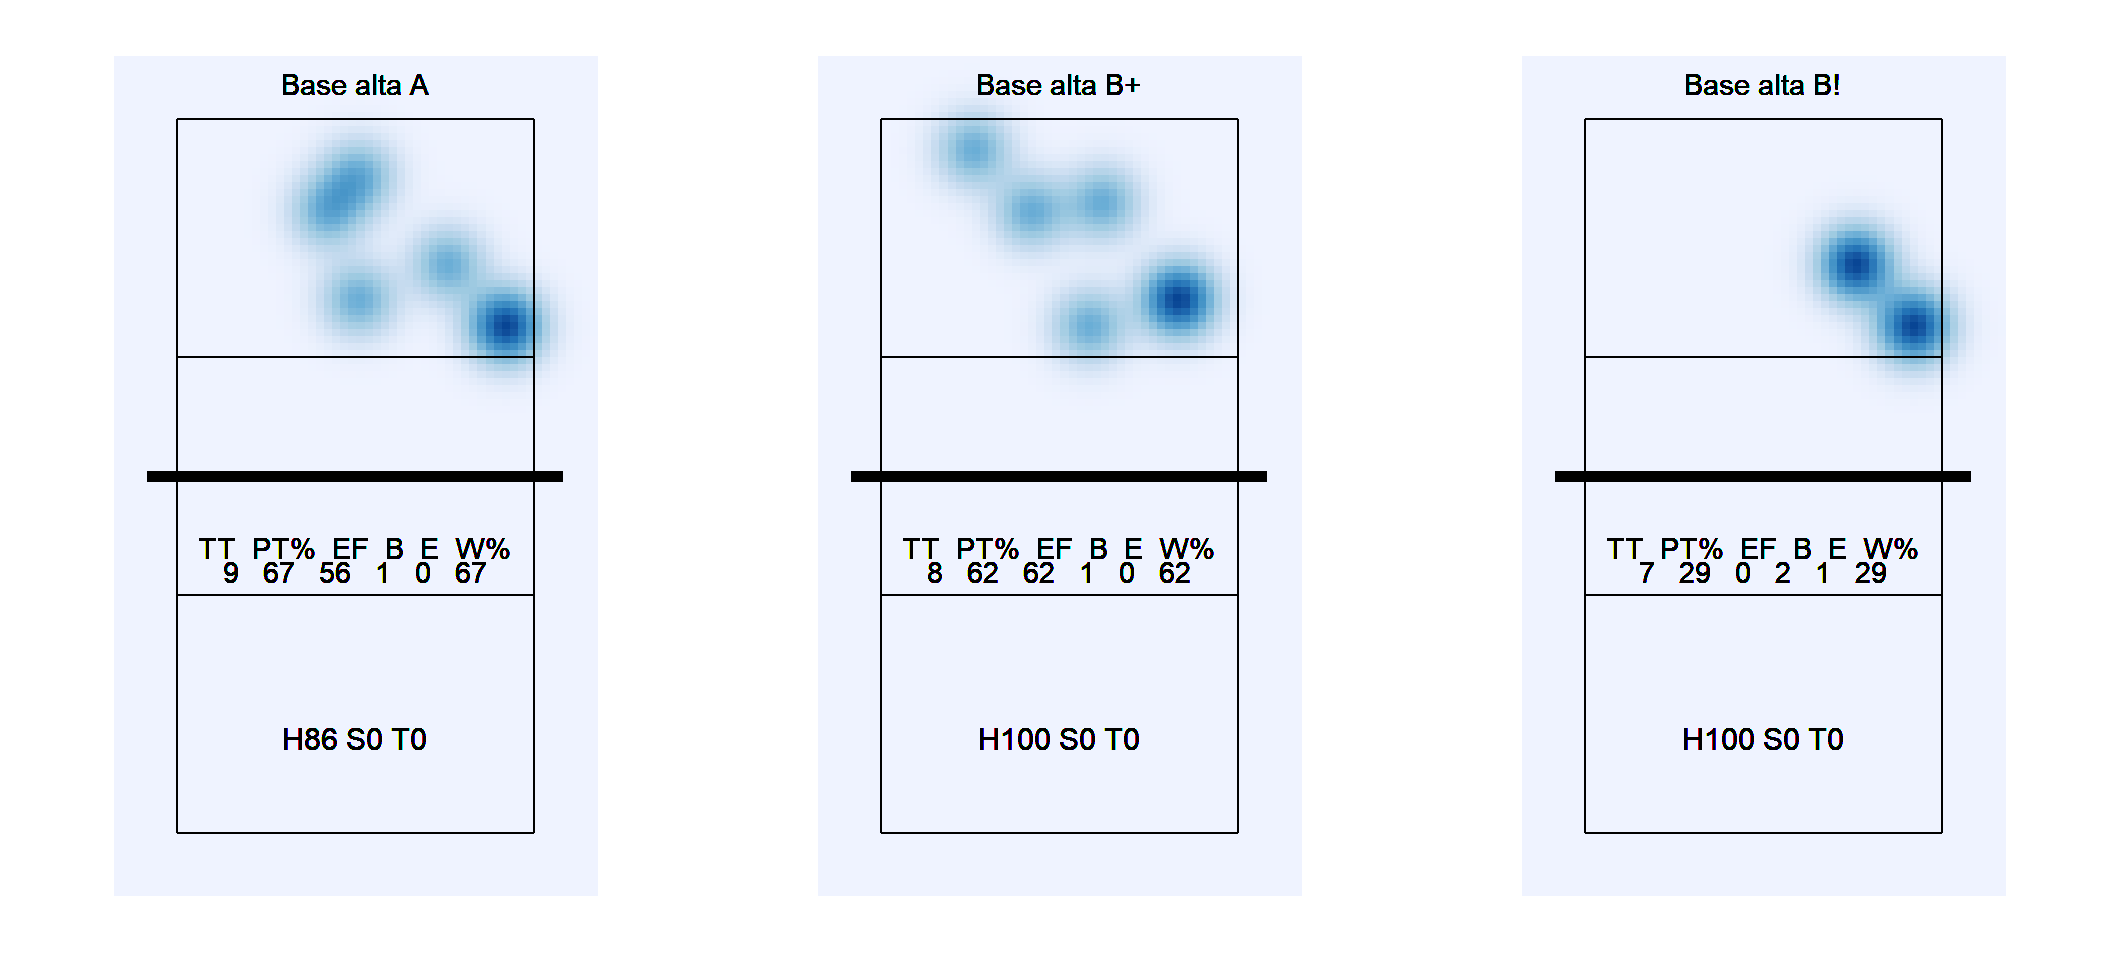 Base alta A
TT PT% EF B E W%
9 67 56 1 0 67
H86 S0 T0
Base alta B+
TT PT% EF B E W%
8 62 62 1 0 62
H100 S0 T0
Base alta B!
TT PT% EF B E W%
7 29 0 2 1 29
H100 S0 T0